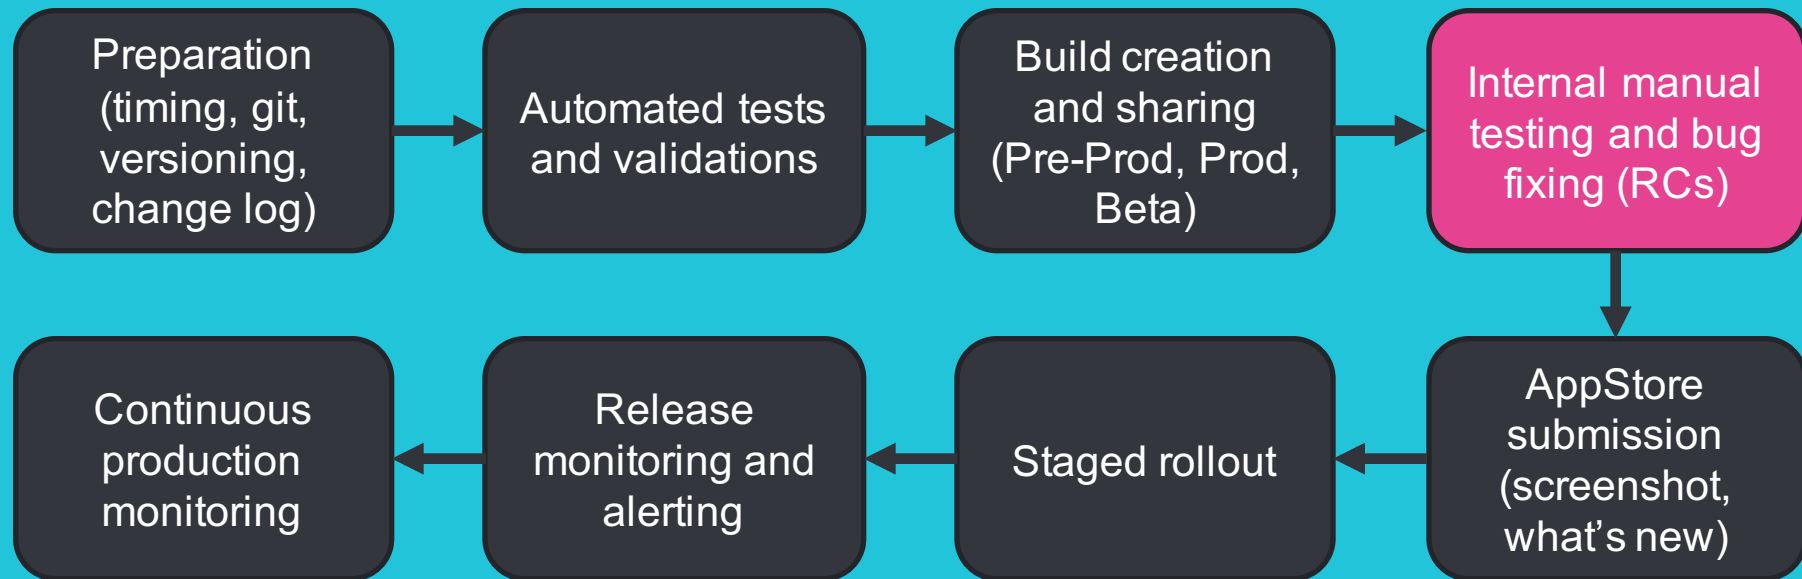 Preparation
(timing, git,
versioning,
change log)
Automated tests
and validations
Build creation
and sharing
(Pre-Prod, Prod,
Beta)
Internal manual
testing and bug
fixing (RCs)
AppStore
submission
(screenshot,
what's new)
Staged rollout
Release
monitoring and
alerting
Continuous
production
monitoring